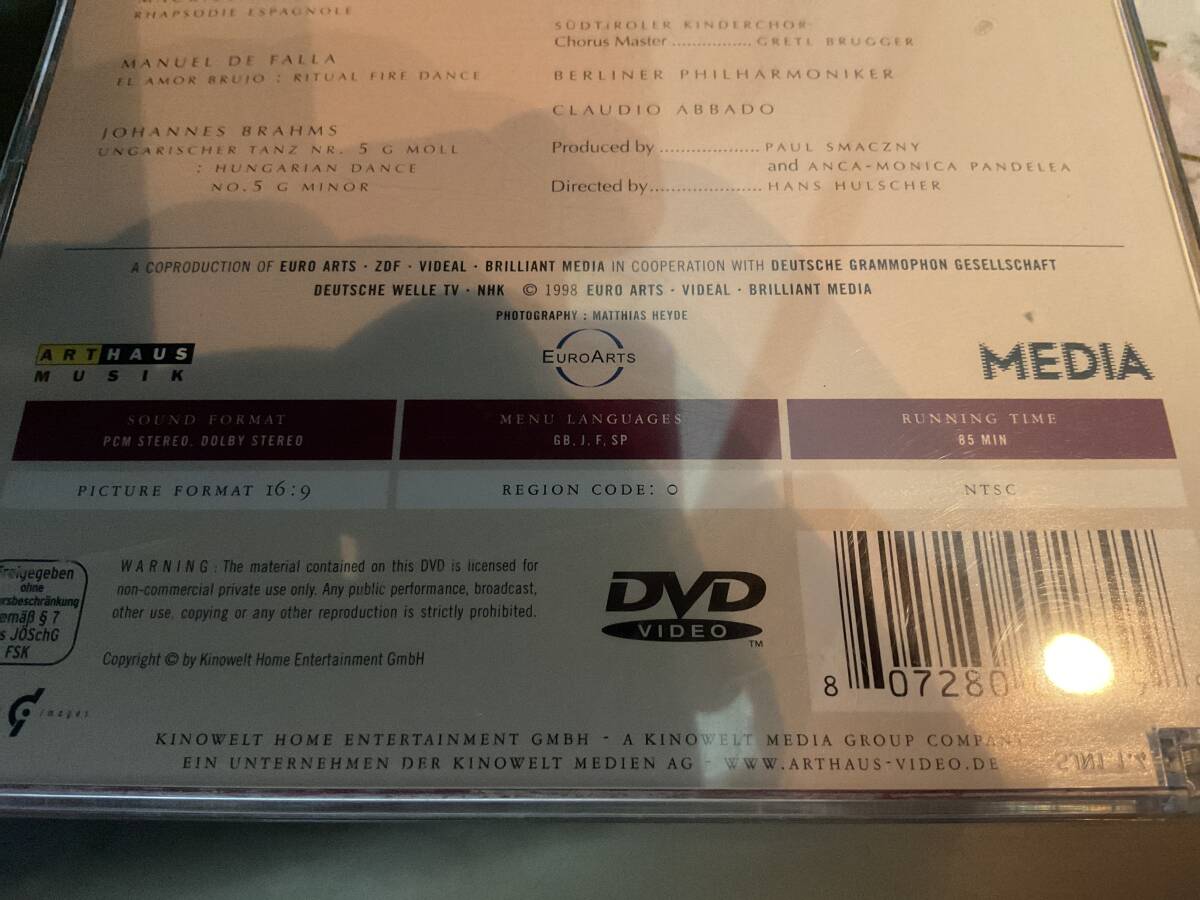 RHAPSODIE ESPAGNOLE
MANUEL DE FALLA
EL AMOR BRUJO : RITUAL FIRE DANCE
JOHANNES BRAHMS
UNGARISCHER TANZ NR. 5 G MOLL
: HUNGARIAN DANCE
NO.5 G MINOR
SÜDTIROLER KINDERCHOR
Chorus Master ................ GRETL BRUGGER
BERLINER PHILHARMONIKER
CLAUDIO ABBADO
Produced by .................... PAUL SMACZNY
and ANCA-MONICA PANDELEA
Directed by...................... HANS HULSCHER
A COPRODUCTION OF EURO ARTS · ZDF · VIDEAL · BRILLIANT MEDIA IN COOPERATION WITH DEUTSCHE GRAMMOPHON GESELLSCHAFT
DEUTSCHE WELLE TV · NHK © 1998 EURO ARTS · VIDEAL · BRILLIANT MEDIA
PHOTOGRAPHY : MATTHIAS HEYDE
ARTHAUS
MUSIK
EUROARTS
MEDIA
SOUND FORMAT
PCM STEREO, DOLBY STEREO
MENU LANGUAGES
GB, J, F, SP
RUNNING TIME
85 MIN
PICTURE FORMAT 16:9
REGION CODE: 0
NTSC
Freigegeben
ohne
gemäß § 7
JÖSchG
FSK
WARNING : The material contained on this DVD is licensed for
non-commercial private use only. Any public performance, broadcast,
other use, copying or any other reproduction is strictly prohibited.
Copyright © by Kinowelt Home Entertainment GmbH
DVD
VIDEO
TM
8 07280
images
KINOWELT HOME ENTERTAINMENT GMBH - A KINOWELT MEDIA GROUP COMPANY
EIN UNTERNEHMEN DER KINOWELT MEDIEN AG - WWW.ARTHAUS-VIDEO.DE